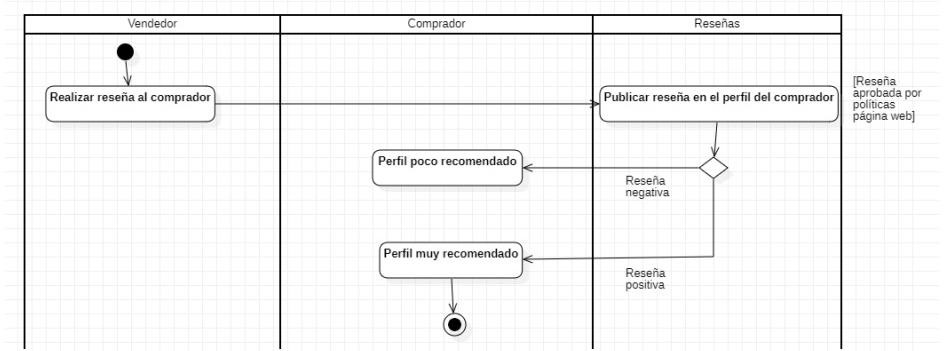 Vendedor
Comprador
Reseñas
Realizar reseña al comprador
Publicar reseña en el perfil del comprador
[Reseña
aprobada por
políticas
página web]
Perfil poco recomendado
Reseña
negativa
Perfil muy recomendado
Reseña
positiva